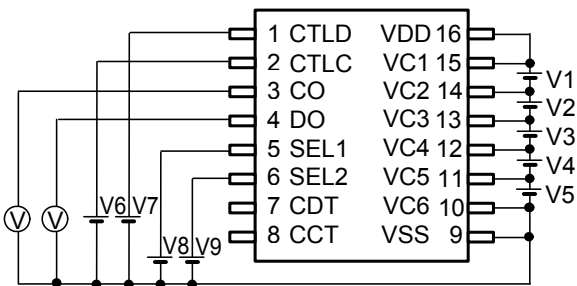 1 CTLD VDD 16
2 CTLC VC1 15
3 CO VC2 14
4 DO VC3 13
5 SEL1 VC4 12
6 SEL2 VC5 11
7 CDT VC6 10
8 CCT VSS 9
V1
V2
V3
V4
V5
V V V6 V7
V8 V9